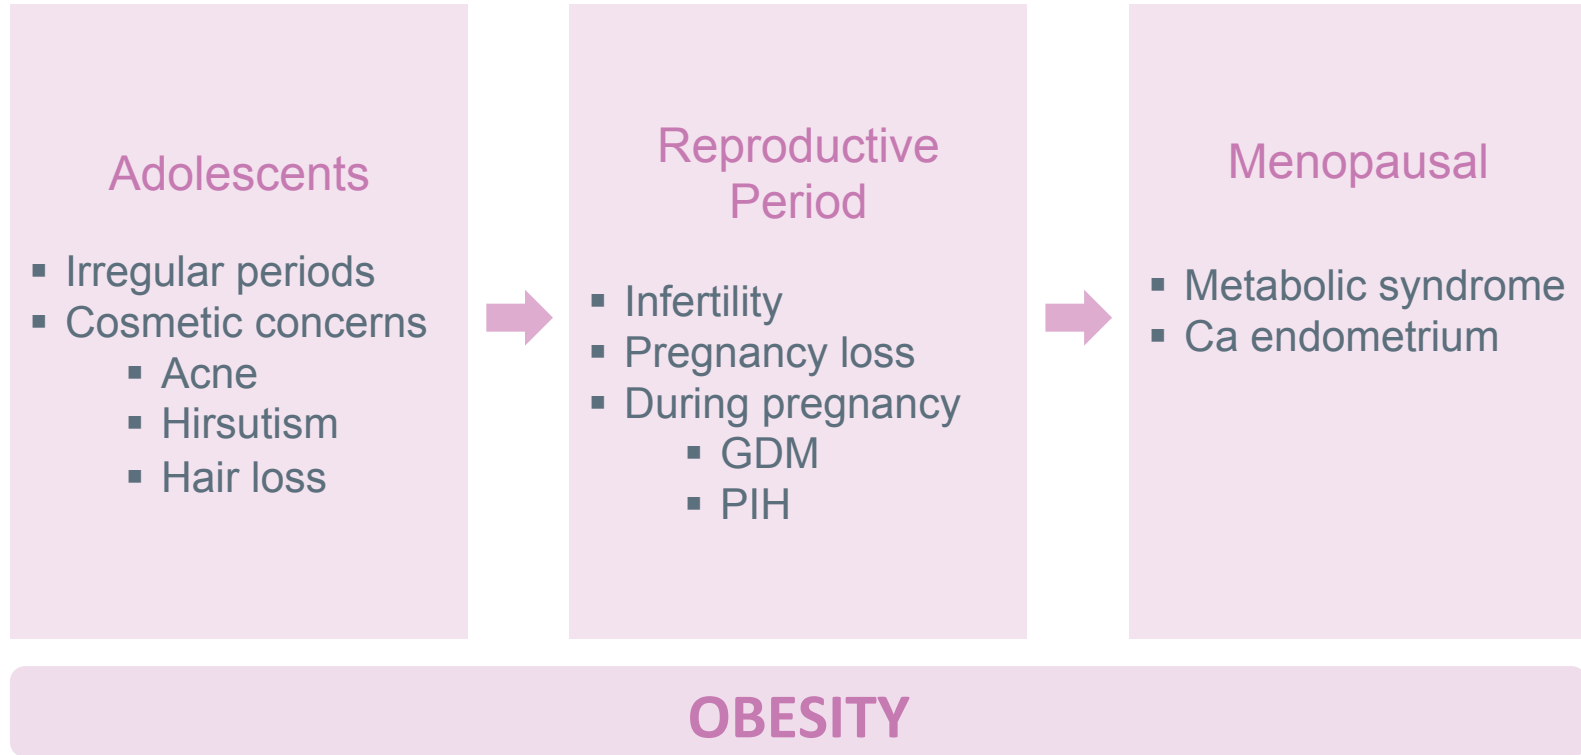 Adolescents
▪ Irregular periods
▪ Cosmetic concerns
▪ Acne
▪ Hirsutism
▪ Hair loss
Reproductive
Period
▪ Infertility
▪ Pregnancy loss
▪ During pregnancy
▪ GDM
▪ PIH
Menopausal
▪ Metabolic syndrome
▪ Ca endometrium
OBESITY